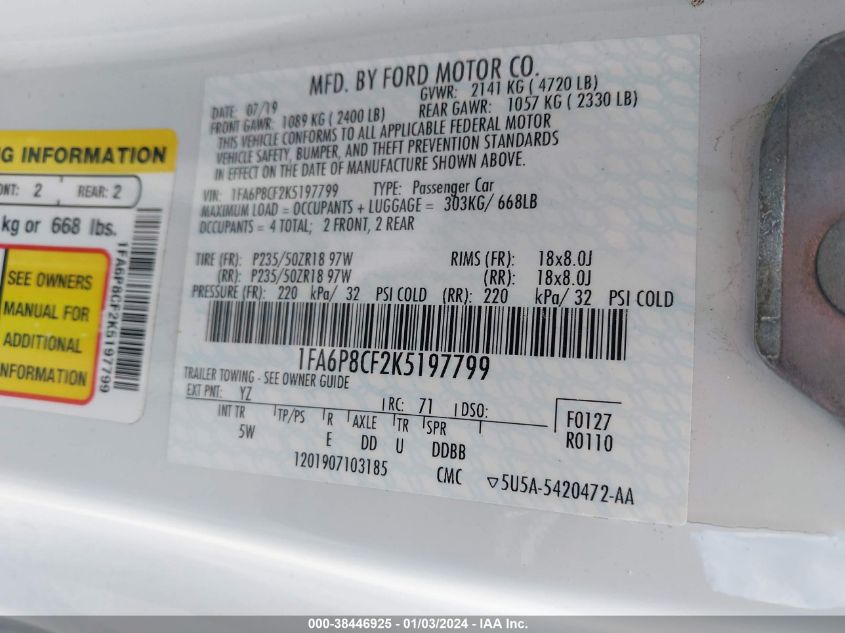 MFD. BY FORD MOTOR CO.
DATE: 07/19
GVWR: 2141 KG ( 4720 LB)
FRONT GAWR: 1089 KG ( 2400 LB)
REAR GAWR: 1057 KG ( 2330 LB)
THIS VEHICLE CONFORMS TO ALL APPLICABLE FEDERAL MOTOR
VEHICLE SAFETY, BUMPER, AND THEFT PREVENTION STANDARDS
IN EFFECT ON THE DATE OF MANUFACTURE SHOWN ABOVE.
VIN: 1FA6P8CF2K5197799 TYPE: Passenger Car
MAXIMUM LOAD = OCCUPANTS + LUGGAGE = 303KG/ 668LB
OCCUPANTS = 4 TOTAL; 2 FRONT, 2 REAR
TIRE (FR): P235/50ZR18 97W RIMS (FR): 18x8.0J
(RR): P235/50ZR18 97W (RR): 18x8.0J
PRESSURE (FR): 220 kPa/ 32 PSI COLD (RR): 220 kPa/ 32 PSI COLD
1FA6P8CF2K5197799
TRAILER TOWING - SEE OWNER GUIDE
EXT PNT: YZ RC: 71 DSO:
INT TR TP/PS R AXLE TR SPR
5W E DD U DDBB
F0127
R0110
1201907103185 CMC 5U5A-5420472-AA
NG INFORMATION
ONT: 2 REAR: 2
kg or 668 lbs.
SEE OWNERS
MANUAL FOR
ADDITIONAL
INFORMATION
1FA6P8CF2K5197799
000-38446925 - 01/03/2024 - IAA Inc.